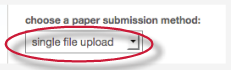 choose a paper submission method:
single file upload